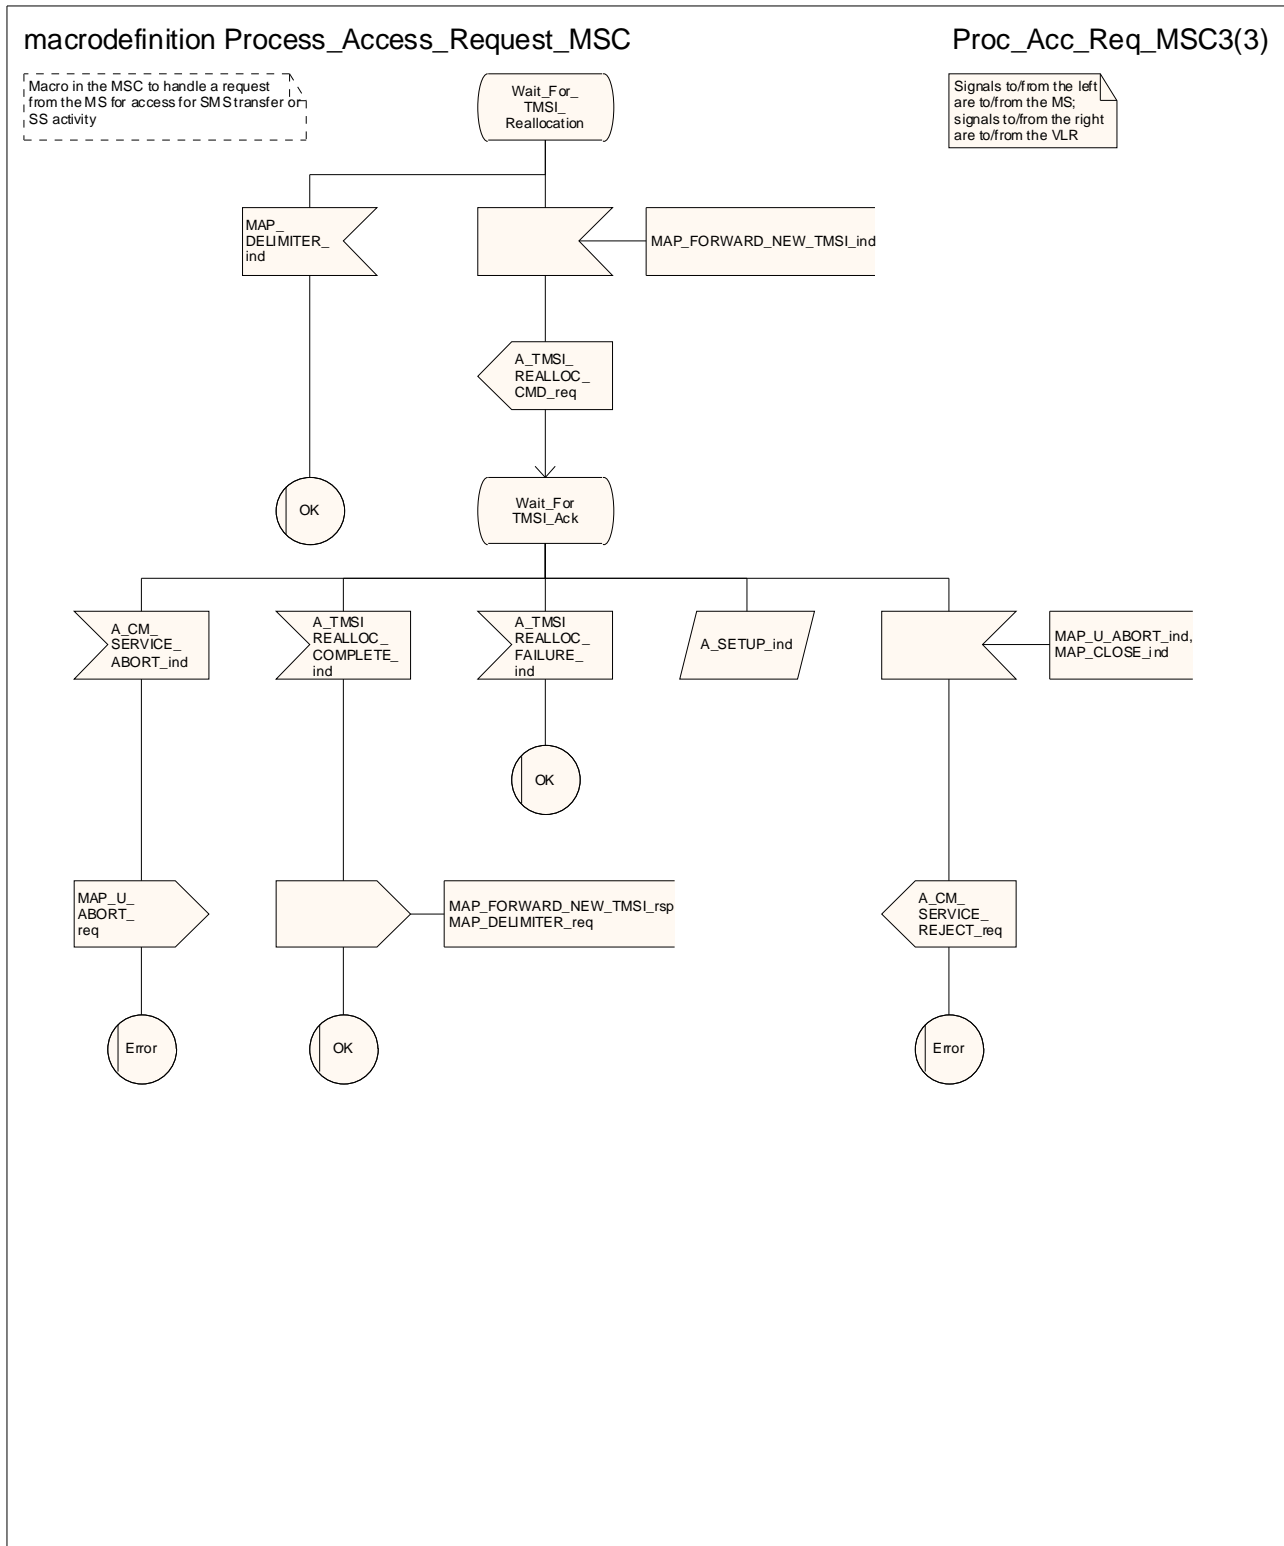 macrodefinition Process_Access_Request_MSC
Proc_Acc_Req_MSC3(3)
Macro in the MSC to handle a request
from the MS for access for SMS transfer or
SS activity
Wait_For_
TMSI_
Reallocation
Signals to/from the left
are to/from the MS;
signals to/from the right
are to/from the VLR
MAP_
DELIMITER_
ind
MAP_FORWARD_NEW_TMSI_ind
A_TMSI_
REALLOC_
CMD_req
OK
Wait_For
TMSI_Ack
A_CM_
SERVICE_
ABORT_ind
A_TMSI
REALLOC_
COMPLETE_
ind
A_TMSI
REALLOC_
FAILURE_
ind
A_SETUP_ind
MAP_U_ABORT_ind,
MAP_CLOSE_ind
OK
MAP_U_
ABORT_
req
MAP_FORWARD_NEW_TMSI_rsp
MAP_DELIMITER_req
A_CM_
SERVICE_
REJECT_req
Error
OK
Error